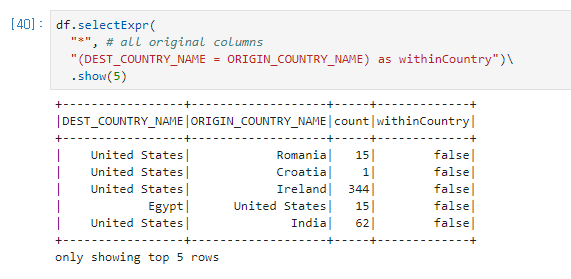 [40]: df.selectExpr(
"*", # all original columns
"(DEST_COUNTRY_NAME = ORIGIN_COUNTRY_NAME) as withinCountry")\
.show(5)
+-----------------+-------------------+-----+-------------+
|DEST_COUNTRY_NAME|ORIGIN_COUNTRY_NAME|count|withinCountry|
+-----------------+-------------------+-----+-------------+
|    United States|            Romania|   15|        false|
|    United States|            Croatia|    1|        false|
|    United States|            Ireland|  344|        false|
|            Egypt|      United States|   15|        false|
|    United States|              India|   62|        false|
+-----------------+-------------------+-----+-------------+
only showing top 5 rows